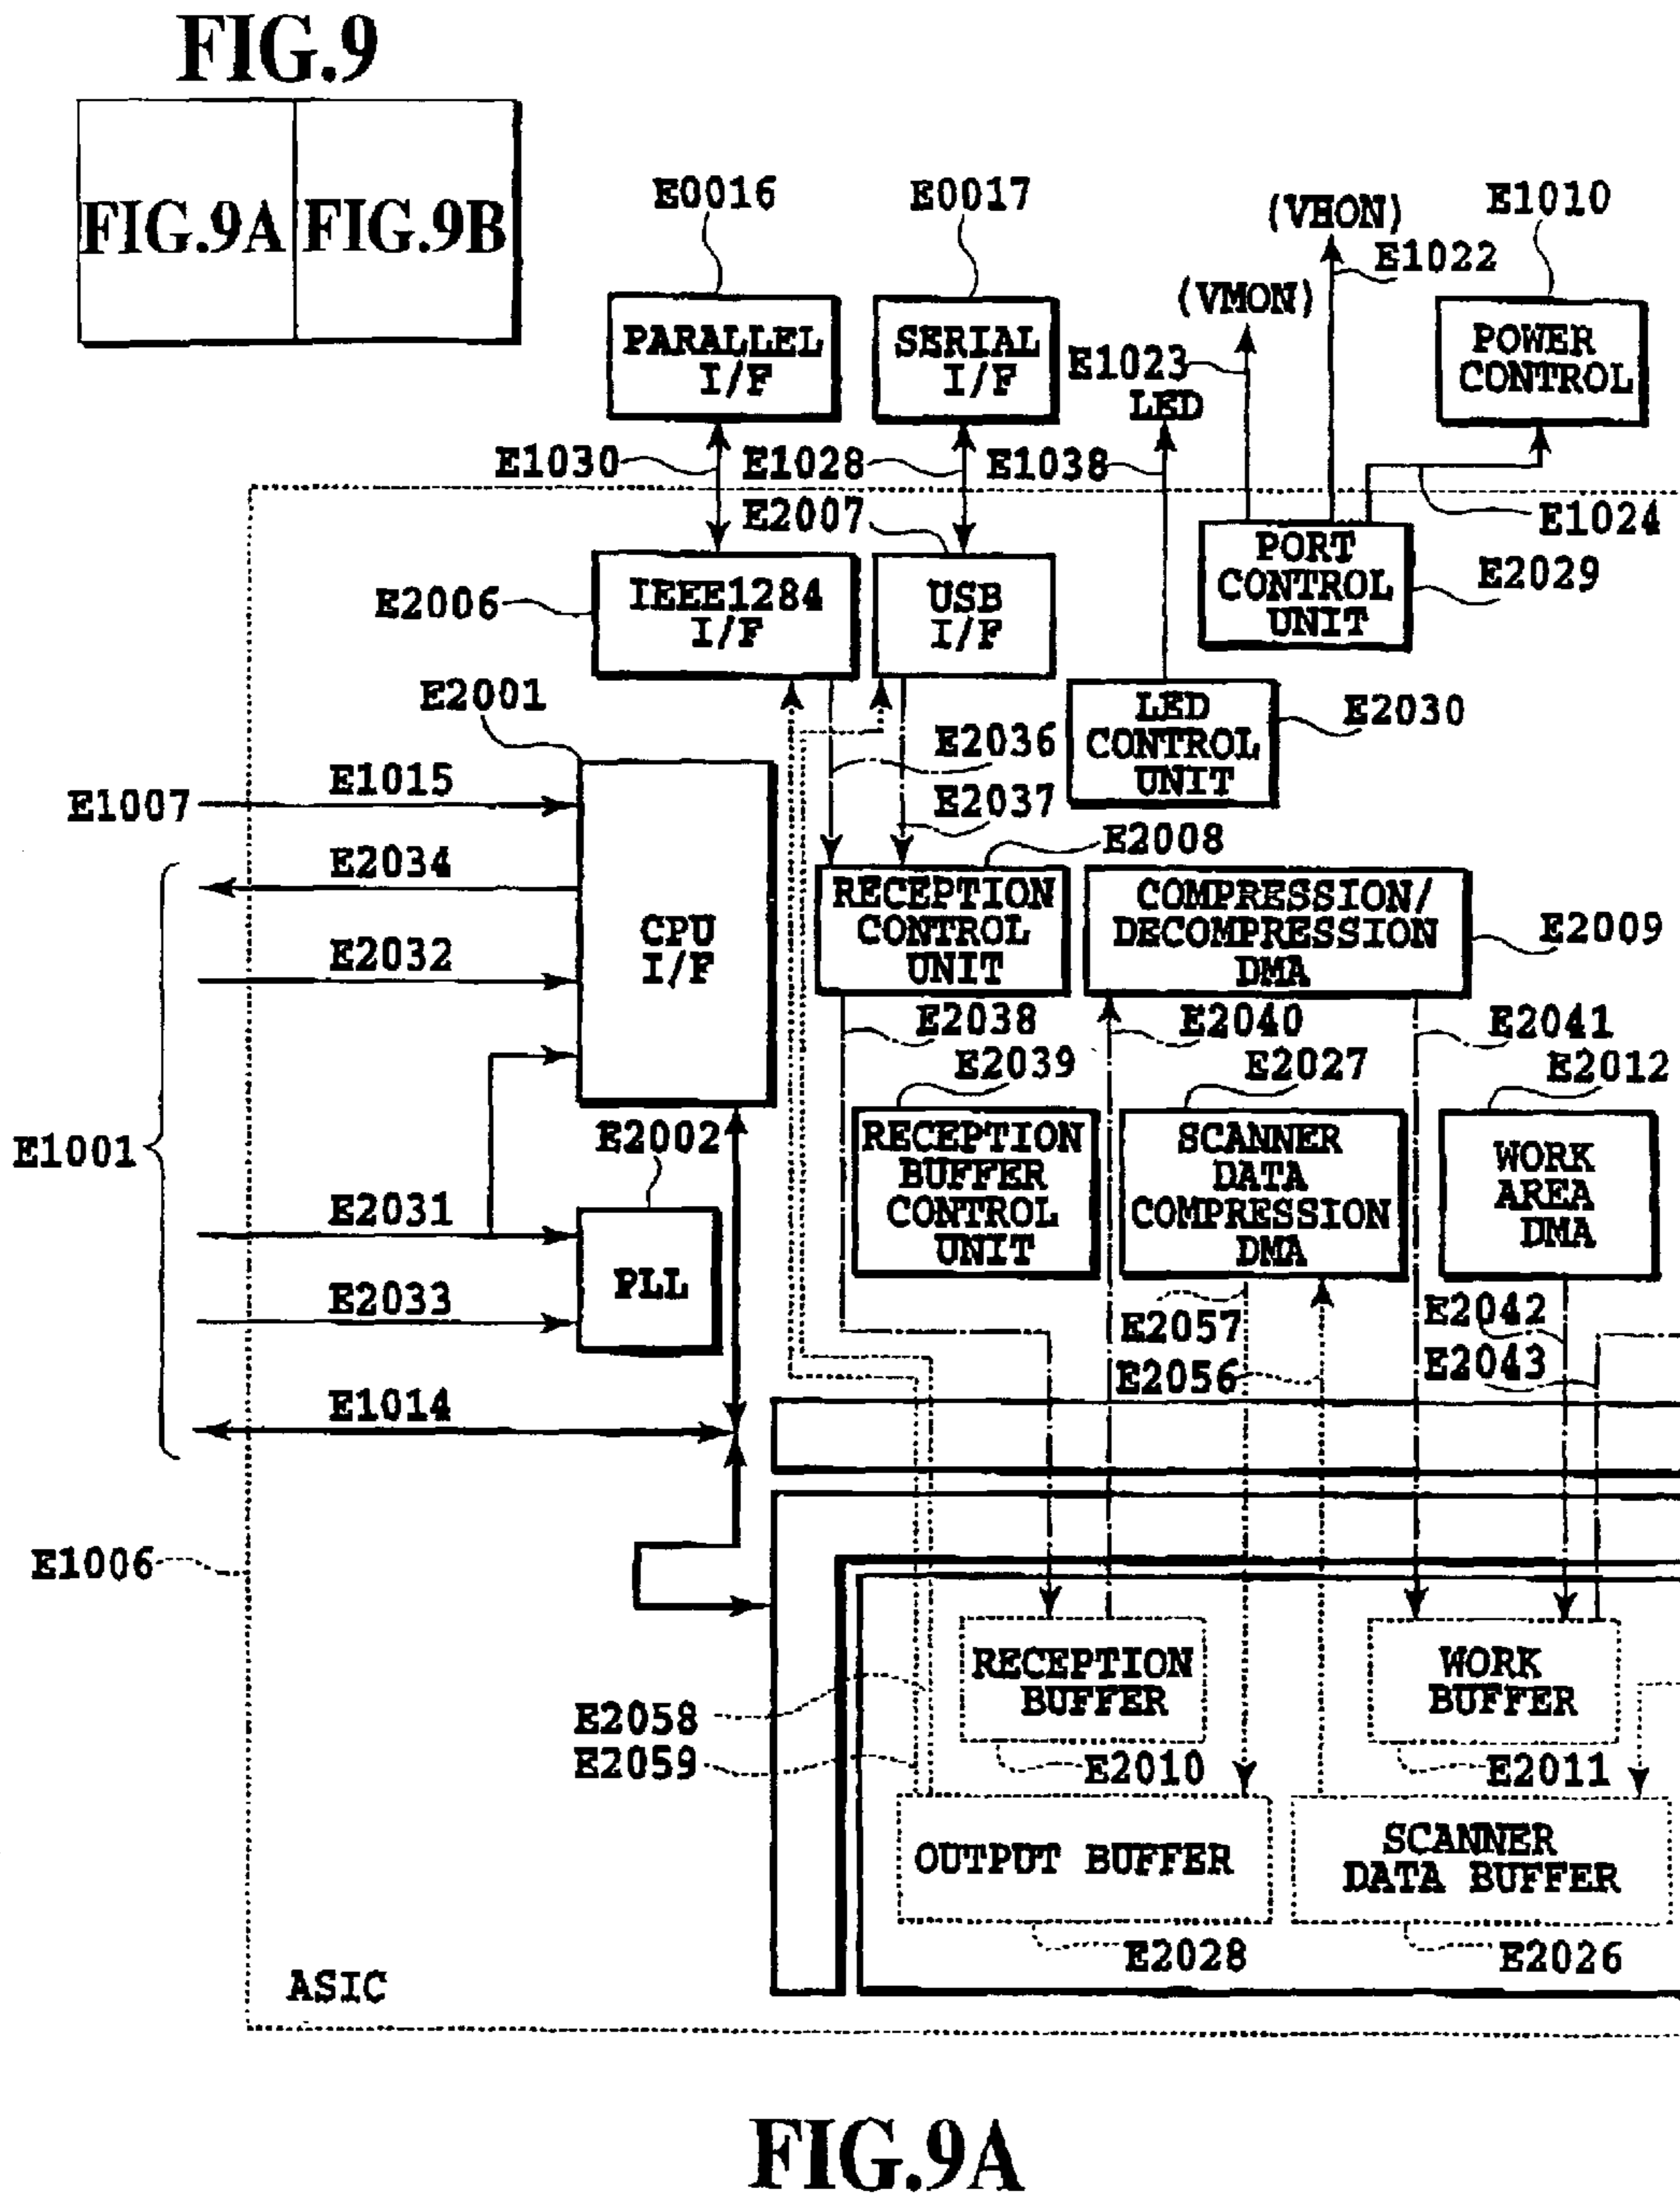 FIG.9
FIG.9A FIG.9B
E0016
E0017
(VHON)
E1010
E1022
(VMON)
PARALLEL
I/F
SERIAL
I/F
E1023
LED
POWER
CONTROL
E1030
E1028
E1038
E2007
E1024
E2006
IEEE1284
I/F
USB
I/F
PORT
CONTROL
UNIT
E2029
E2001
LED
CONTROL
UNIT
E2030
E2036
E2037
E1007
E1015
E2034
E2032
CPU
I/F
E2008
RECEPTION
CONTROL
UNIT
COMPRESSION/
DECOMPRESSION
DMA
E2009
E2038
E2040
E2041
E2039
E2027
E2012
E1001
E2002
RECEPTION
BUFFER
CONTROL
UNIT
SCANNER
DATA
COMPRESSION
DMA
WORK
AREA
DMA
E2031
E2033
PLL
E2057
E2056
E2042
E2043
E1014
E1006
RECEPTION
BUFFER
WORK
BUFFER
E2058
E2059
E2010
E2011
OUTPUT BUFFER
SCANNER
DATA BUFFER
E2028
E2026
ASIC
FIG.9A